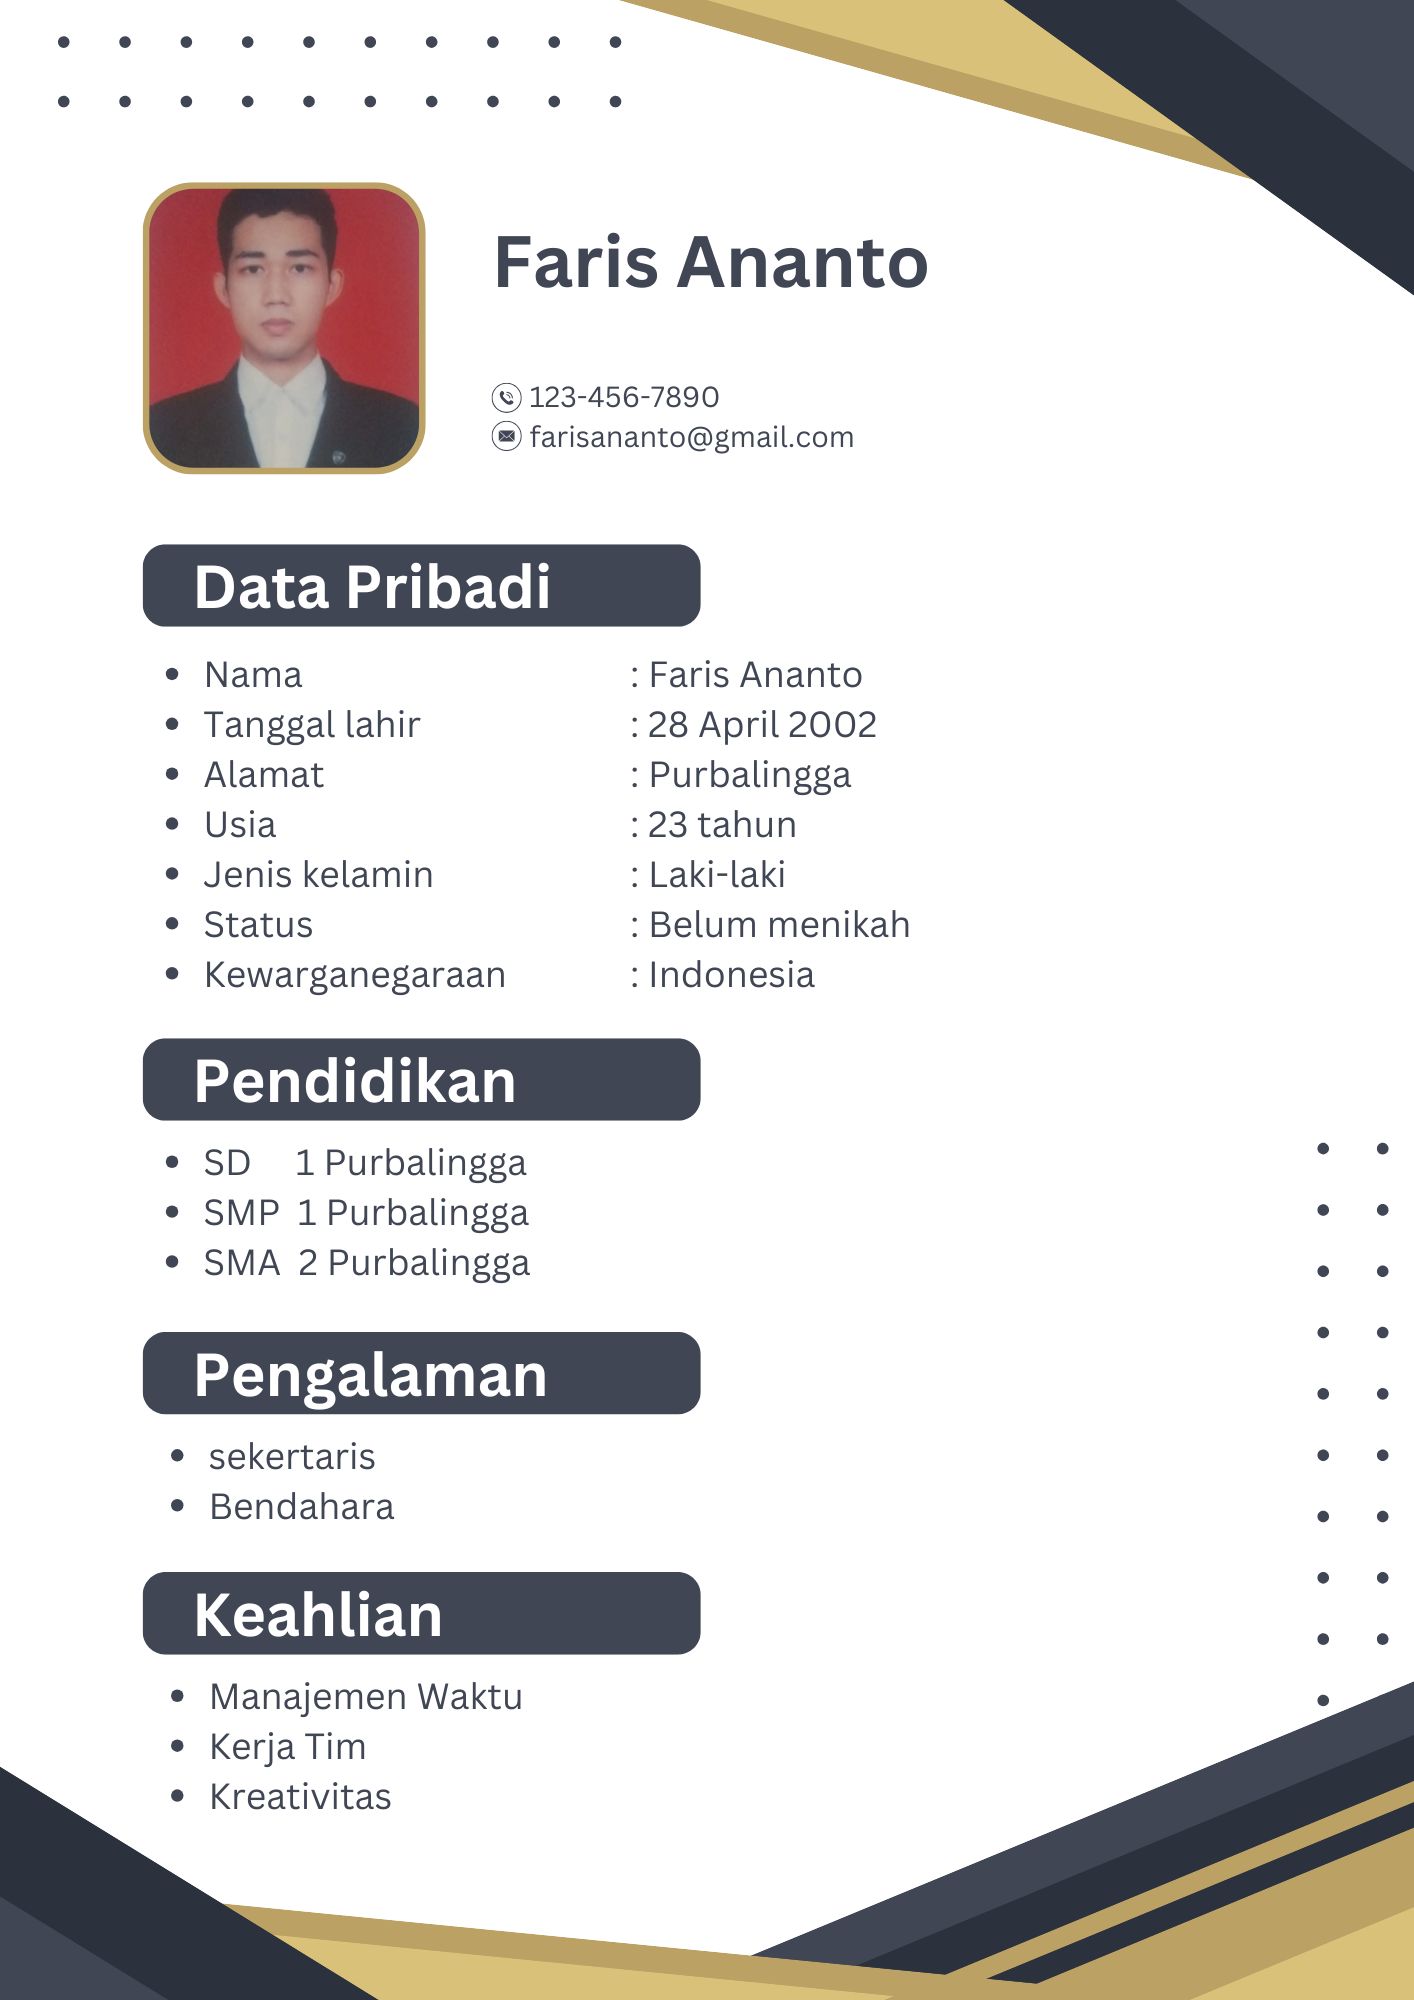 Faris Ananto
123-456-7890
farisananto@gmail.com
Data Pribadi
Nama : Faris Ananto
Tanggal lahir : 28 April 2002
Alamat : Purbalingga
Usia : 23 tahun
Jenis kelamin : Laki-laki
Status : Belum menikah
Kewarganegaraan : Indonesia
Pendidikan
SD 1 Purbalingga
SMP 1 Purbalingga
SMA 2 Purbalingga
Pengalaman
sekertaris
Bendahara
Keahlian
Manajemen Waktu
Kerja Tim
Kreativitas